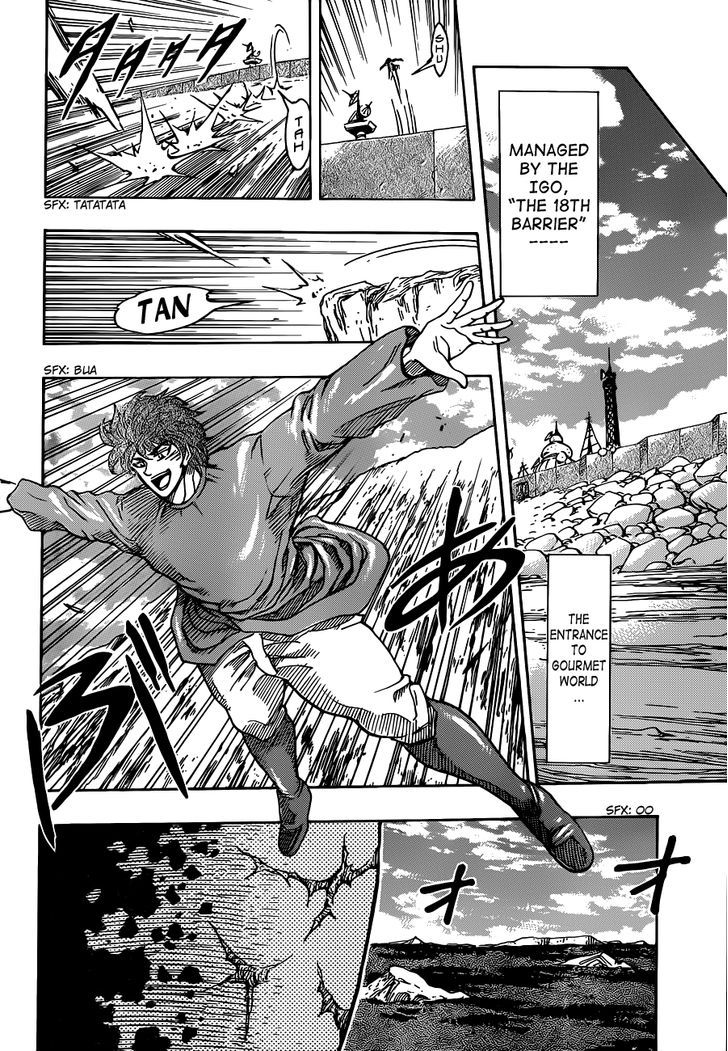 MANAGED
BY THE
IGO,
"THE 18TH
BARRIER"
----
SHU
タタタタ
TAH
SFX: TATATATA
TAN
THE
ENTRANCE
TO
GOURMET
WORLD
...
SFX: BUA
ぶあ
SFX: OO
オオ